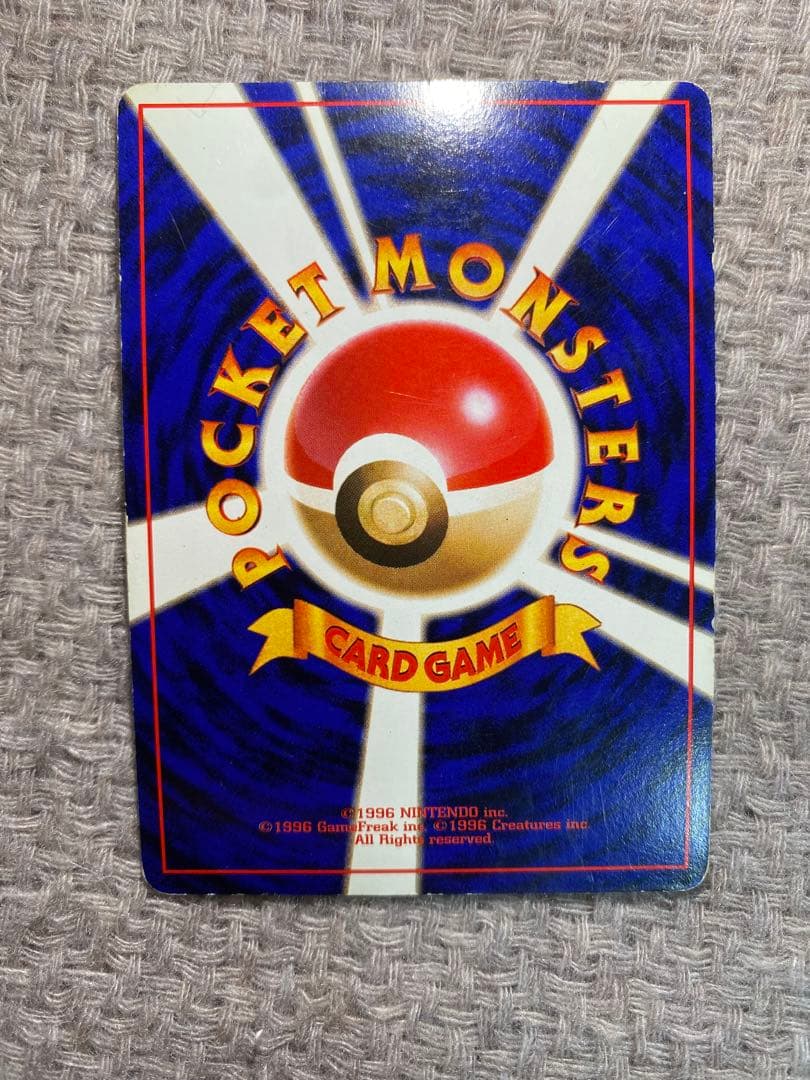 POCKET MONSTERS
CARD GAME
©1996 NINTENDO inc.
©1996 GameFreak inc. ©1996 Creatures inc.
All Rights reserved.